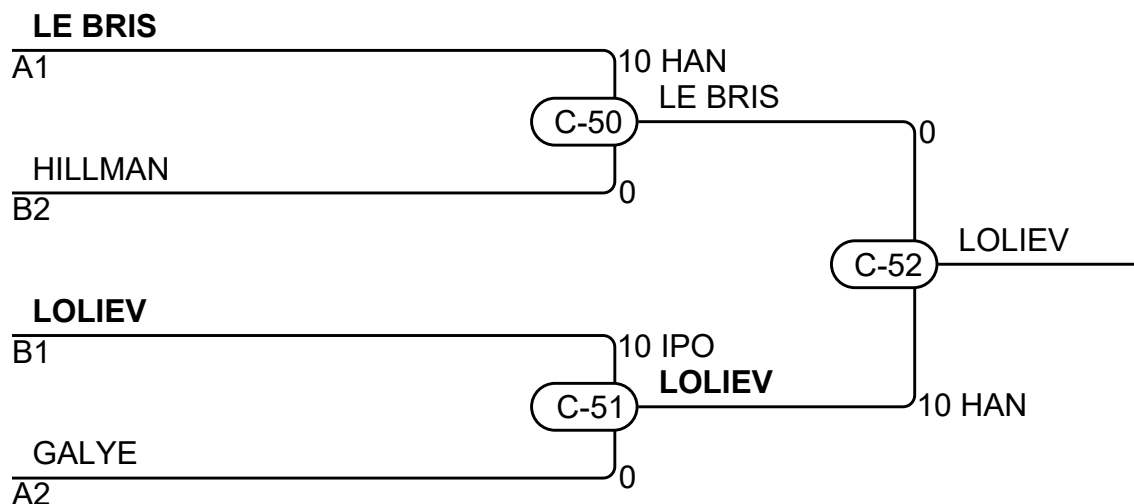 LE BRIS
A1
10 HAN
LE BRIS
C-50
0
HILLMAN
0
B2
LOLIEV
C-52
LOLIEV
B1
10 IPO
LOLIEV
C-51
10 HAN
GALYE
0
A2